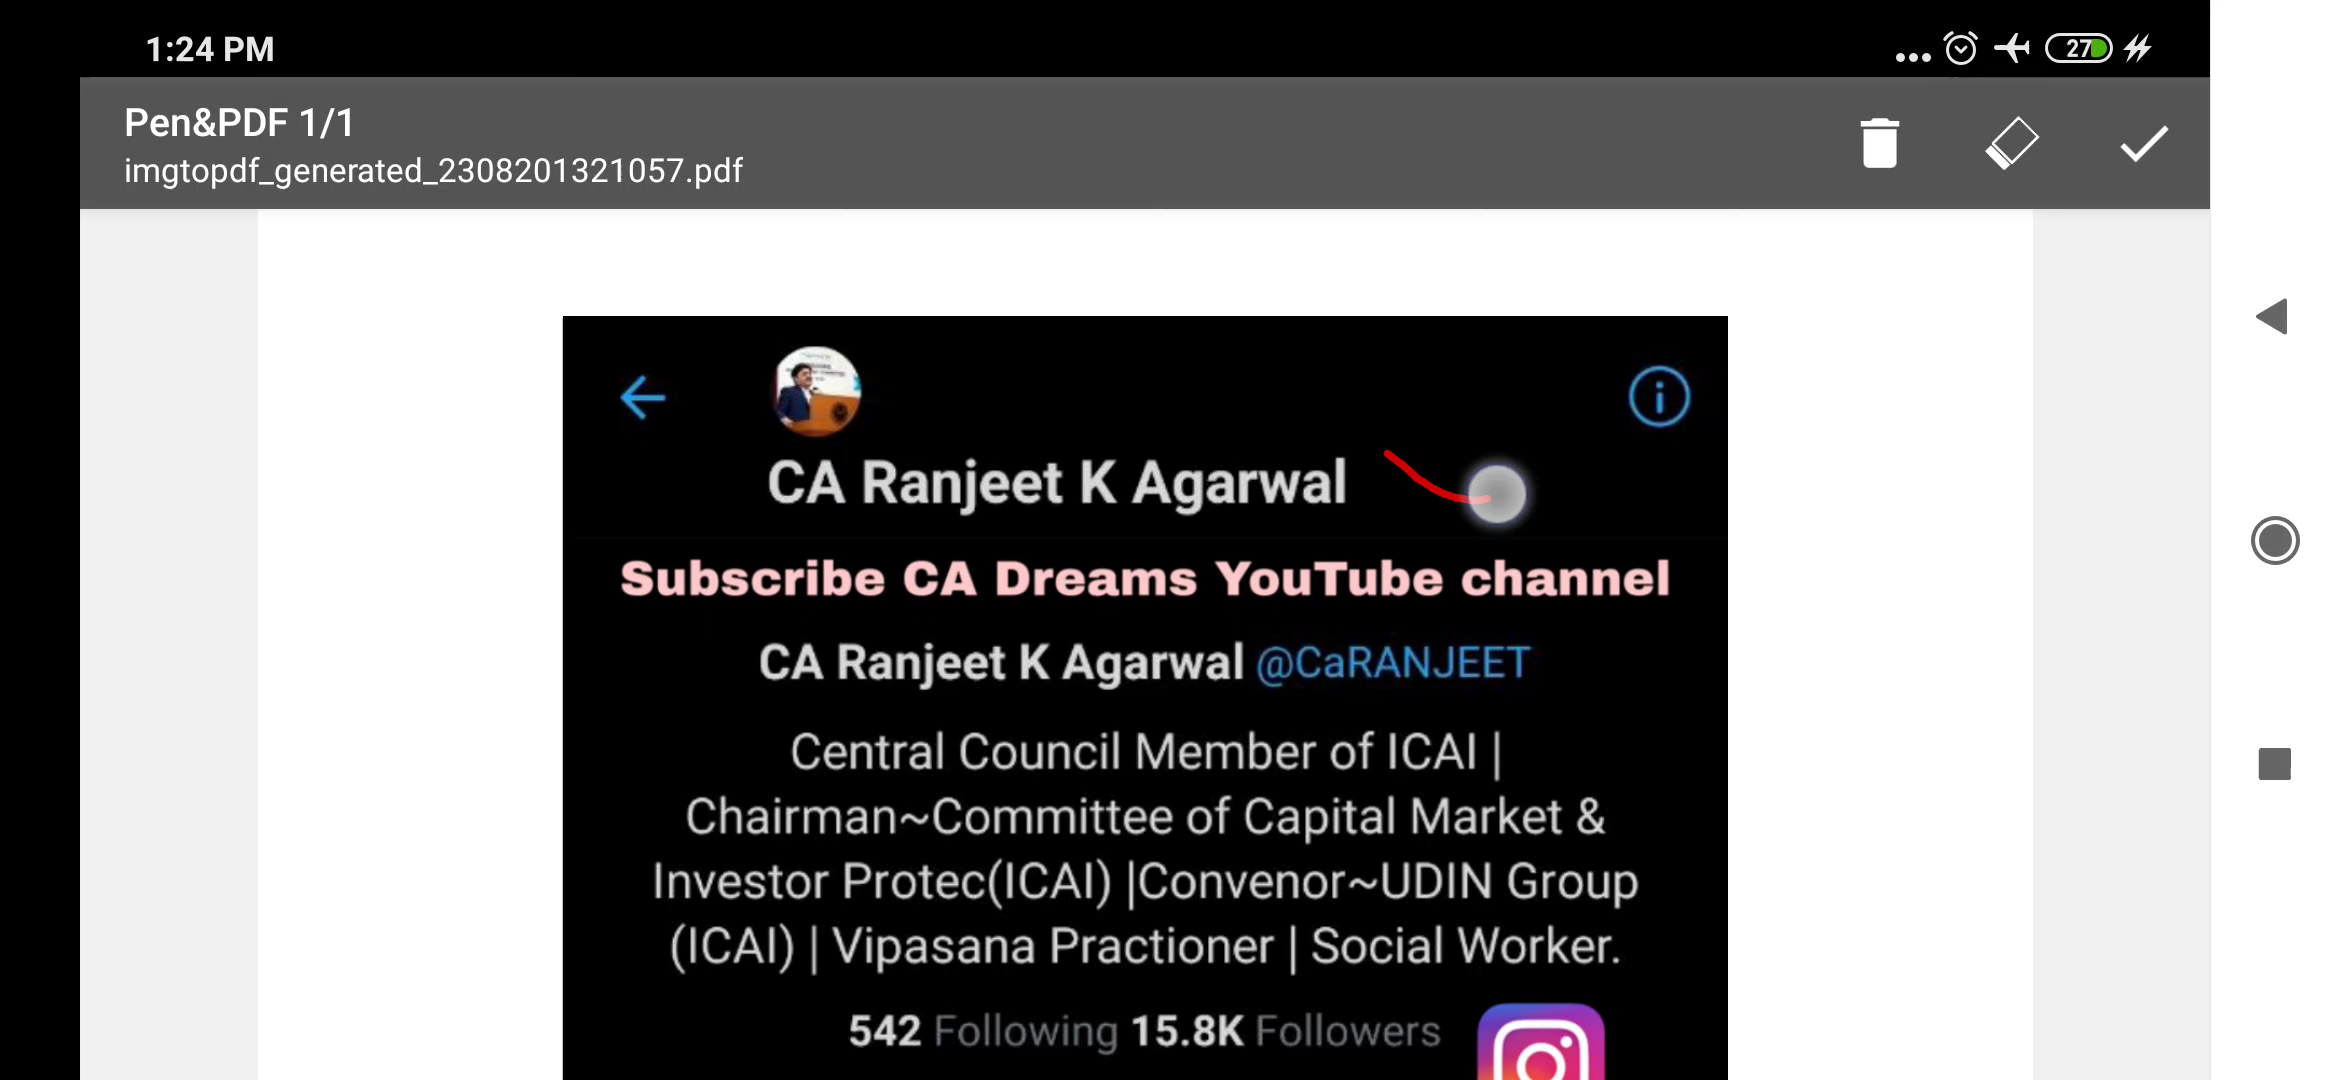 1:24 PM
27
Pen&PDF 1/1
imgtopdf_generated_2308201321057.pdf
CA Ranjeet K Agarwal
Subscribe CA Dreams YouTube channel
CA Ranjeet K Agarwal @CaRANJEET
Central Council Member of ICAI |
Chairman~Committee of Capital Market &
Investor Protec(ICAI) |Convenor~UDIN Group
(ICAI) | Vipasana Practioner | Social Worker.
542 Following 15.8K Followers